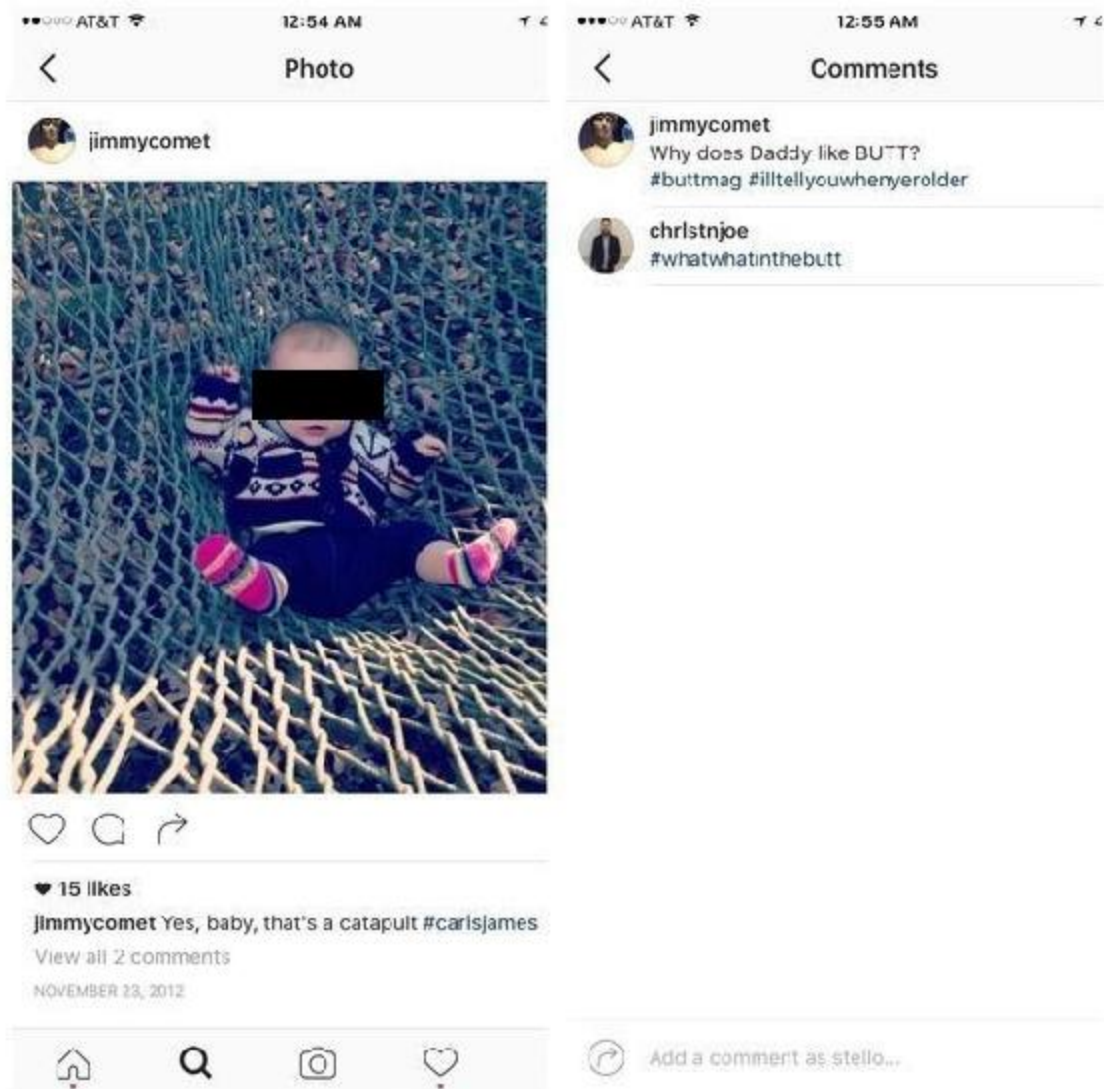 AT&T
12:54 AM
Photo
jimmycomet
15 likes
jimmycomet Yes, baby, that's a catapult #carlsjames
View all 2 comments
NOVEMBER 23, 2012
AT&T
12:55 AM
Comments
jimmycomet
Why does Daddy like BUTT?
#buttmag #illtellyouwhenyerolder
christnjoe
#whatwhatinthebutt
Add a comment as stello...